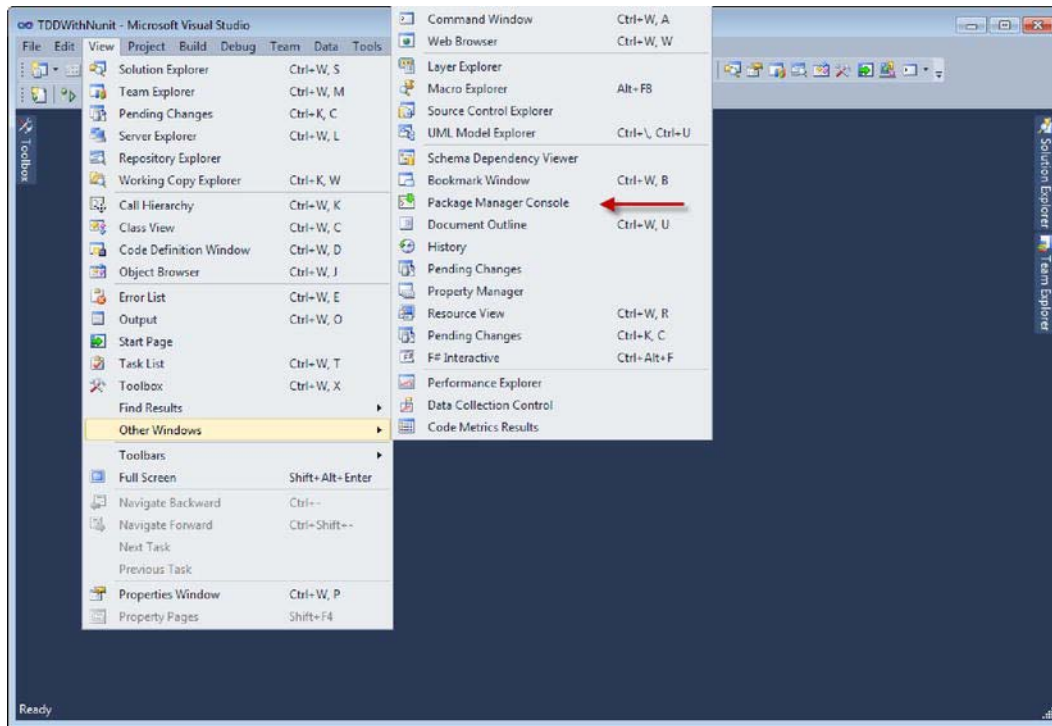 TDDWithNunit - Microsoft Visual Studio
File Edit View Project Build Debug Team Data Tools
Solution Explorer Ctrl+W, S
Team Explorer Ctrl+W, M
Pending Changes Ctrl+K, C
Server Explorer Ctrl+W, L
Repository Explorer
Working Copy Explorer Ctrl+K, W
Call Hierarchy Ctrl+W, K
Class View Ctrl+W, C
Code Definition Window Ctrl+W, D
Object Browser Ctrl+W, J
Error List Ctrl+W, E
Output Ctrl+W, O
Start Page
Task List Ctrl+W, T
Toolbox Ctrl+W, X
Find Results
Other Windows
Toolbars
Full Screen Shift+Alt+Enter
Navigate Backward Ctrl+-
Navigate Forward Ctrl+Shift+-
Next Task
Previous Task
Properties Window Ctrl+W, P
Property Pages Shift+F4
Command Window Ctrl+W, A
Web Browser Ctrl+W, W
Layer Explorer
Macro Explorer Alt+F8
Source Control Explorer
UML Model Explorer Ctrl+\, Ctrl+U
Schema Dependency Viewer
Bookmark Window Ctrl+W, B
Package Manager Console
Document Outline Ctrl+W, U
History
Pending Changes
Property Manager
Resource View Ctrl+W, R
Pending Changes Ctrl+K, C
F# Interactive Ctrl+Alt+F
Performance Explorer
Data Collection Control
Code Metrics Results
Toolbox
Solution Explorer
Team Explorer
Ready